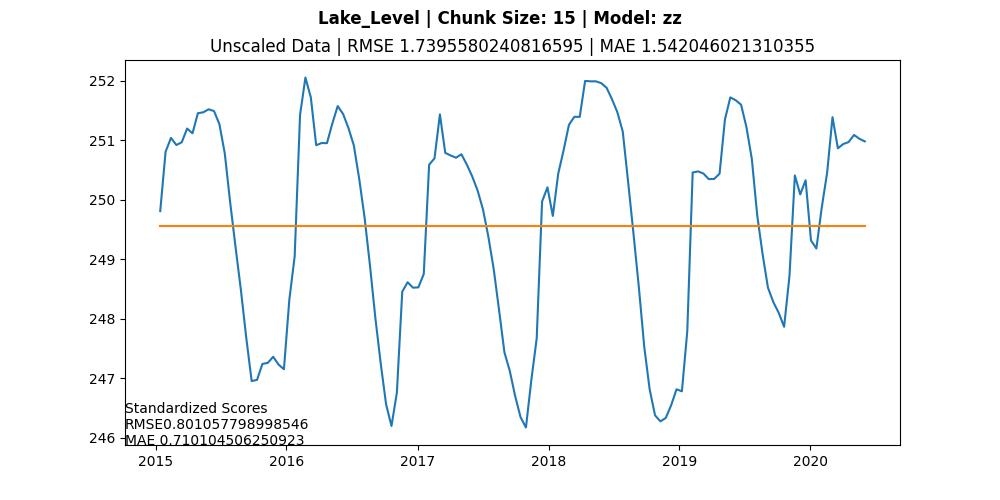 Lake_Level | Chunk Size: 15 | Model: zz
Unscaled Data | RMSE 1.7395580240816595 | MAE 1.542046021310355
252
251
250
249
248
247
246
Standardized Scores
RMSE0.801057798998546
MAE 0.710104506250923
2015 2016 2017 2018 2019 2020